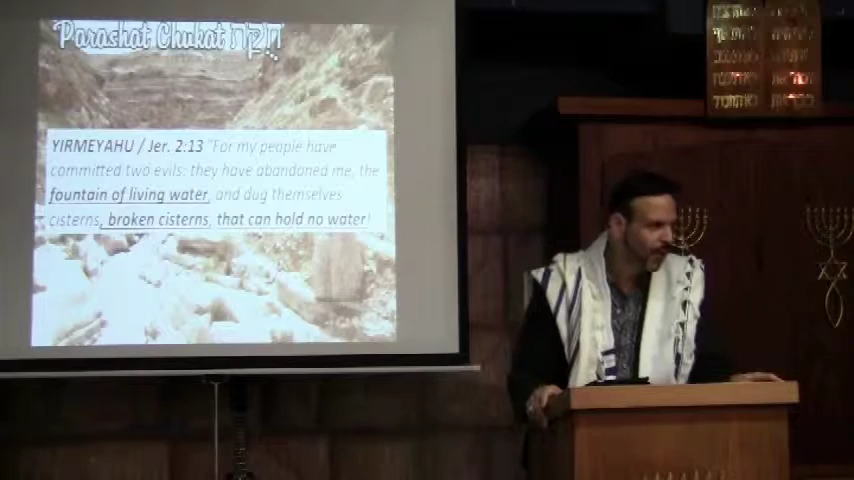 Parashat Chukat חֻקַּת
YIRMEYAHU / Jer. 2:13 "For my people have
committed two evils: they have abandoned me, the
fountain of living water, and dug themselves
cisterns, broken cisterns, that can hold no water!